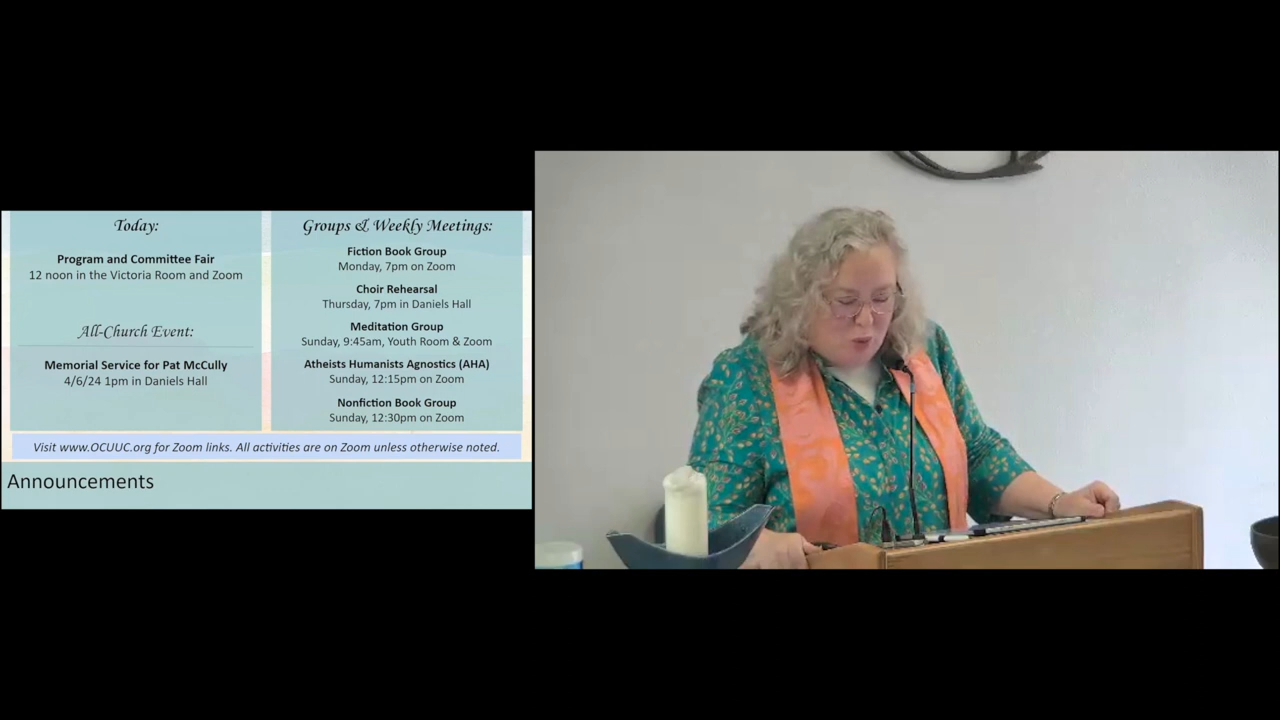 Today:
Program and Committee Fair
12 noon in the Victoria Room and Zoom
All-Church Event:
Memorial Service for Pat McCully
4/6/24 1pm in Daniels Hall
Groups & Weekly Meetings:
Fiction Book Group
Monday, 7pm on Zoom
Choir Rehearsal
Thursday, 7pm in Daniels Hall
Meditation Group
Sunday, 9:45am, Youth Room & Zoom
Atheists Humanists Agnostics (AHA)
Sunday, 12:15pm on Zoom
Nonfiction Book Group
Sunday, 12:30pm on Zoom
Visit www.OCUUC.org for Zoom links. All activities are on Zoom unless otherwise noted.
Announcements